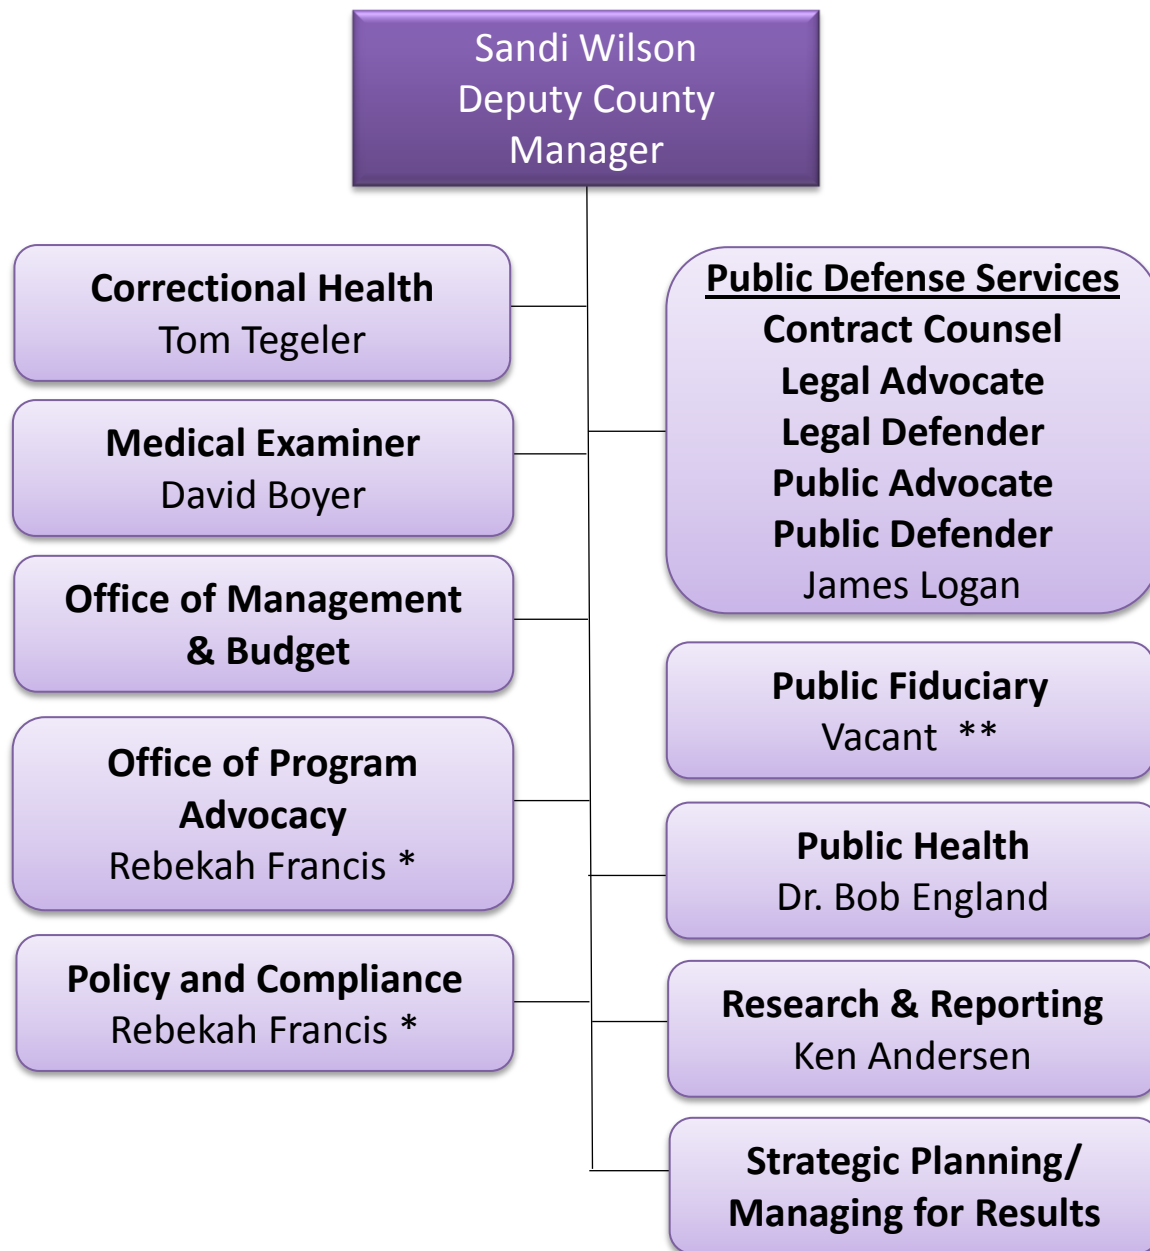 Sandi Wilson
Deputy County
Manager
Correctional Health
Tom Tegeler
Medical Examiner
David Boyer
Office of Management
& Budget
Office of Program
Advocacy
Rebekah Francis *
Policy and Compliance
Rebekah Francis *
Public Defense Services
Contract Counsel
Legal Advocate
Legal Defender
Public Advocate
Public Defender
James Logan
Public Fiduciary
Vacant **
Public Health
Dr. Bob England
Research & Reporting
Ken Andersen
Strategic Planning/
Managing for Results